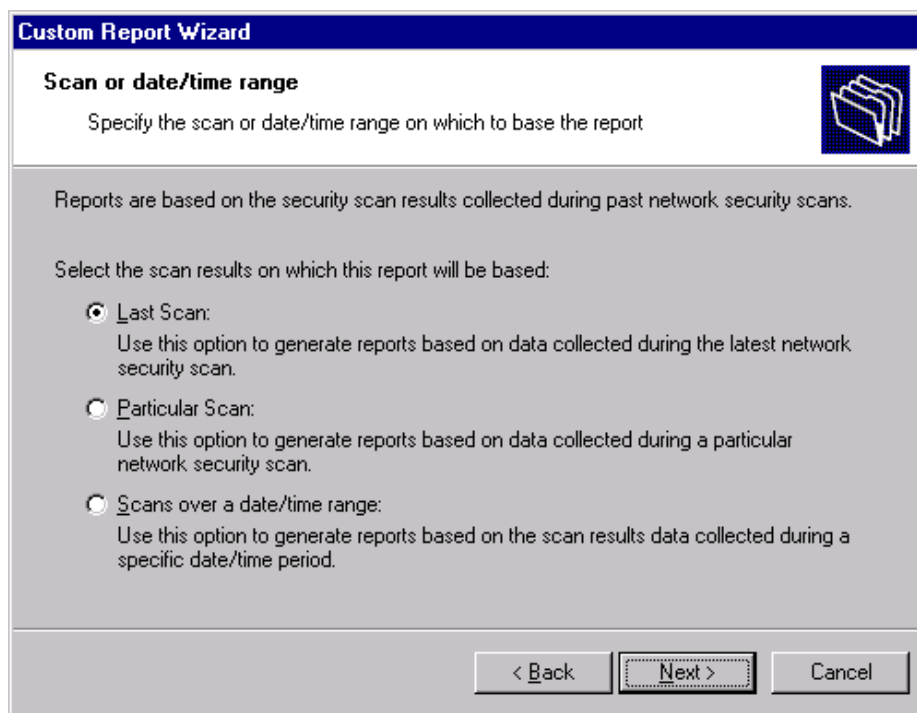 Custom Report Wizard
Scan or date/time range
Specify the scan or date/time range on which to base the report
Reports are based on the security scan results collected during past network security scans.
Select the scan results on which this report will be based:
Last Scan:
Use this option to generate reports based on data collected during the latest network
security scan.
Particular Scan:
Use this option to generate reports based on data collected during a particular
network security scan.
Scans over a date/time range:
Use this option to generate reports based on the scan results data collected during a
specific date/time period.
< Back
Next >
Cancel